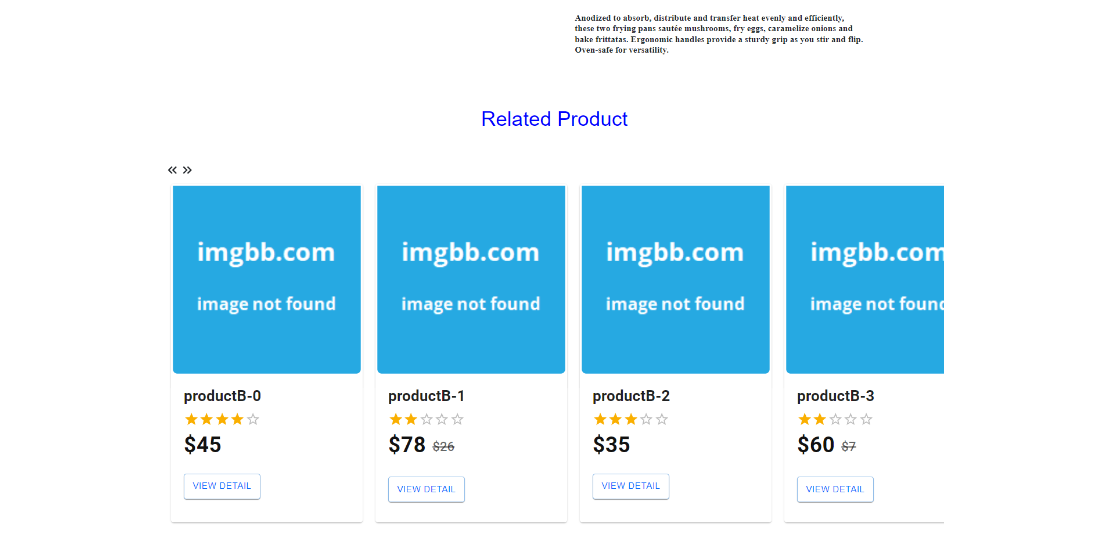 Anodized to absorb, distribute and transfer heat evenly and efficiently,
these two frying pans sautée mushrooms, fry eggs, caramelize onions and
bake frittatas. Ergonomic handles provide a sturdy grip as you stir and flip.
Oven-safe for versatility.
Related Product
« »
imgbb.com
image not found
productB-0
$45
VIEW DETAIL
imgbb.com
image not found
productB-1
$78 $26
VIEW DETAIL
imgbb.com
image not found
productB-2
$35
VIEW DETAIL
imgbb.com
image not found
productB-3
$60 $7
VIEW DETAIL